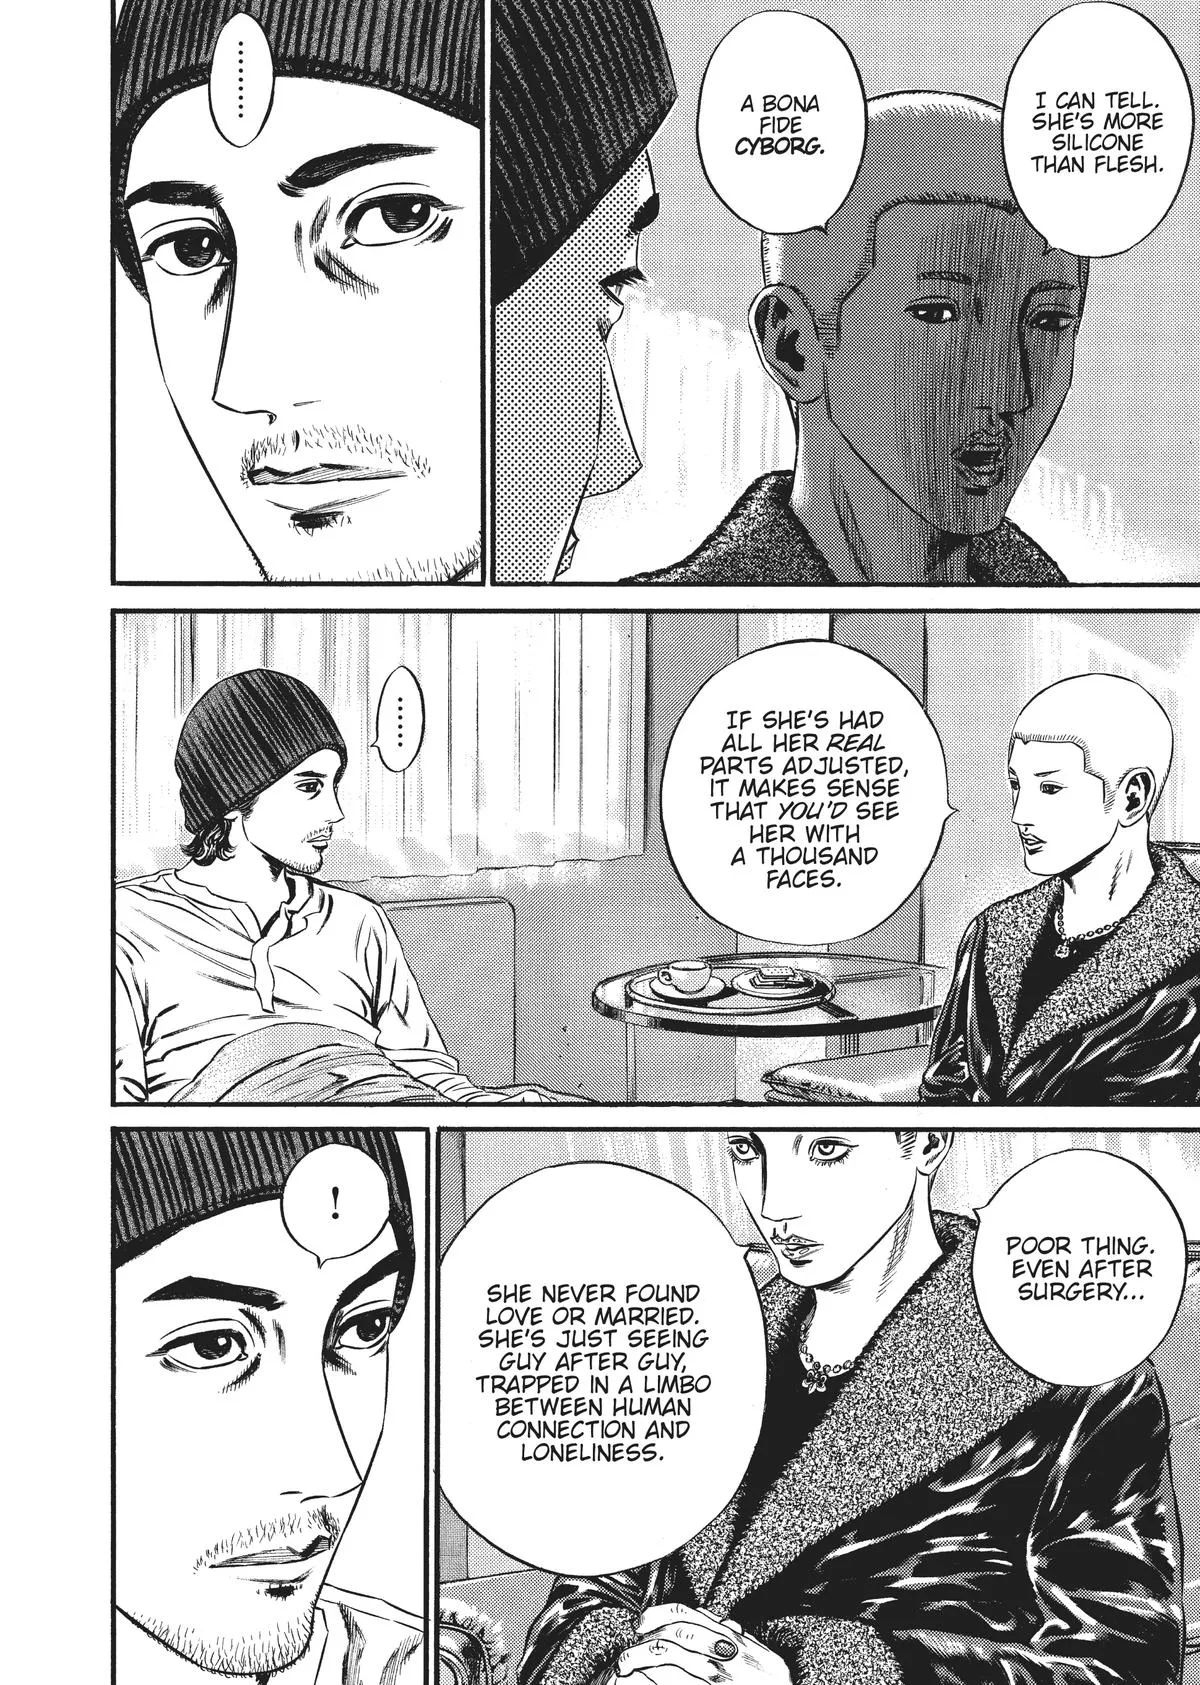 I CAN TELL.
SHE'S MORE
SILICONE
THAN FLESH.
A BONA
FIDE
CYBORG.
.........
IF SHE'S HAD
ALL HER REAL
PARTS ADJUSTED,
IT MAKES SENSE
THAT YOU'D SEE
HER WITH
A THOUSAND
FACES.
......
POOR THING.
EVEN AFTER
SURGERY...
SHE NEVER FOUND
LOVE OR MARRIED.
SHE'S JUST SEEING
GUY AFTER GUY,
TRAPPED IN A LIMBO
BETWEEN HUMAN
CONNECTION AND
LONELINESS.
!